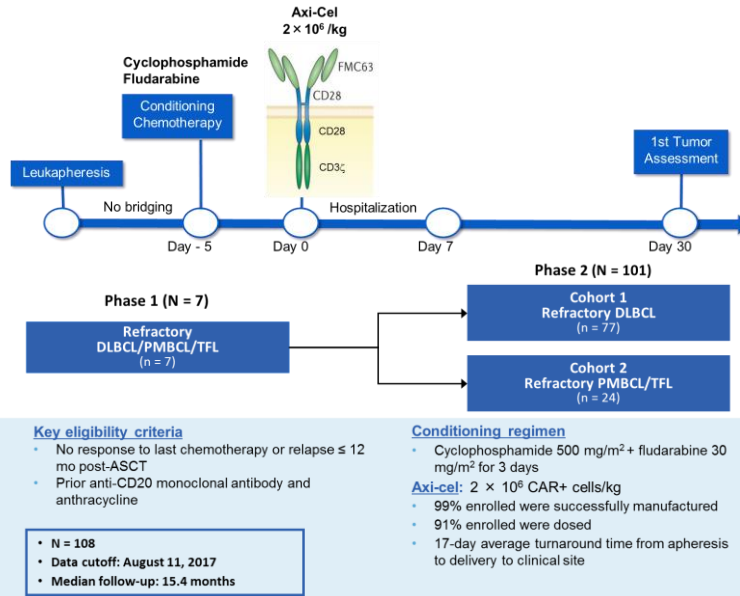 Axi-Cel
2 × 10⁶ /kg
Cyclophosphamide
Fludarabine
FMC63
CD28
CD28
CD3ζ
Conditioning
Chemotherapy
1st Tumor
Assessment
Leukapheresis
No bridging
Hospitalization
Day - 5
Day 0
Day 7
Day 30
Phase 1 (N = 7)
Phase 2 (N = 101)
Refractory
DLBCL/PMBCL/TFL
(n = 7)
Cohort 1
Refractory DLBCL
(n = 77)
Cohort 2
Refractory PMBCL/TFL
(n = 24)
Key eligibility criteria
• No response to last chemotherapy or relapse ≤ 12
mo post-ASCT
• Prior anti-CD20 monoclonal antibody and
anthracycline
• N = 108
• Data cutoff: August 11, 2017
• Median follow-up: 15.4 months
Conditioning regimen
• Cyclophosphamide 500 mg/m² + fludarabine 30
mg/m² for 3 days
Axi-cel: 2 × 10⁶ CAR+ cells/kg
• 99% enrolled were successfully manufactured
• 91% enrolled were dosed
• 17-day average turnaround time from apheresis
to delivery to clinical site